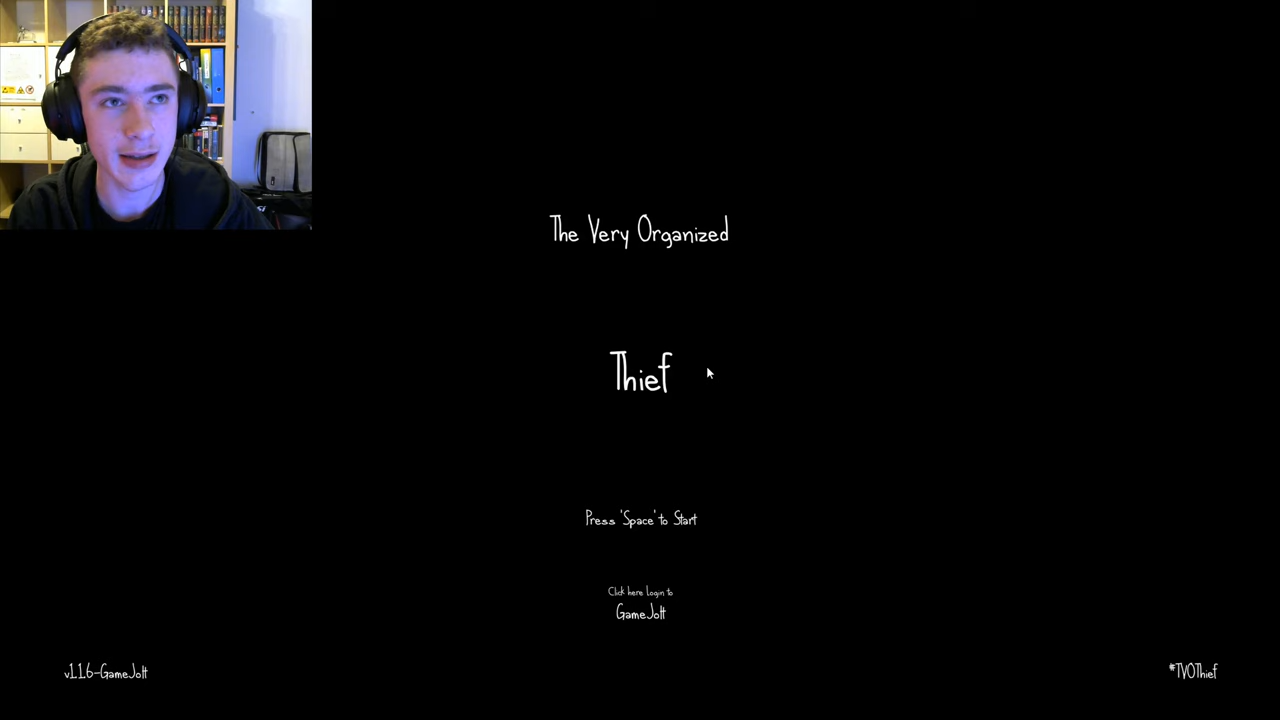 The Very Organized
Thief
Press 'Space' to Start
Click here Login to
GameJolt
v1.1.6-GameJolt
#TVOThief